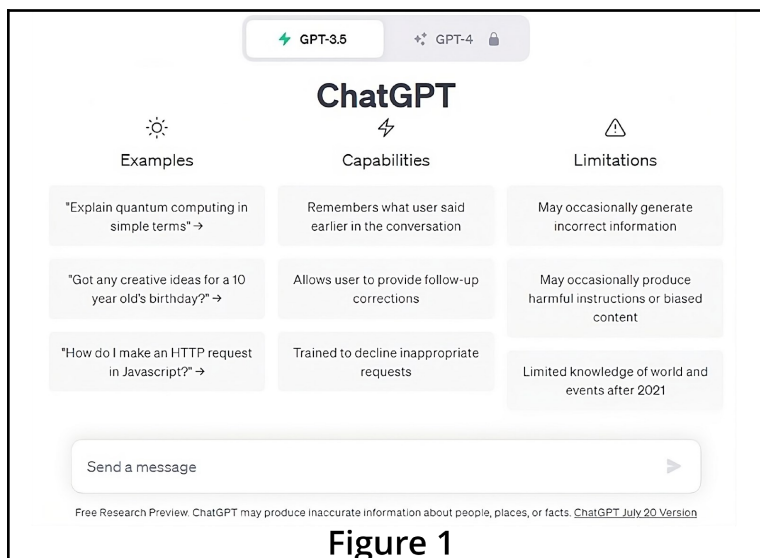 GPT-3.5
GPT-4
ChatGPT
Examples
"Explain quantum computing in
simple terms" →
"Got any creative ideas for a 10
year old's birthday?" →
"How do I make an HTTP request
in Javascript?" →
Capabilities
Remembers what user said
earlier in the conversation
Allows user to provide follow-up
corrections
Trained to decline inappropriate
requests
Limitations
May occasionally generate
incorrect information
May occasionally produce
harmful instructions or biased
content
Limited knowledge of world and
events after 2021
Send a message
Free Research Preview. ChatGPT may produce inaccurate information about people, places, or facts. ChatGPT July 20 Version
Figure 1